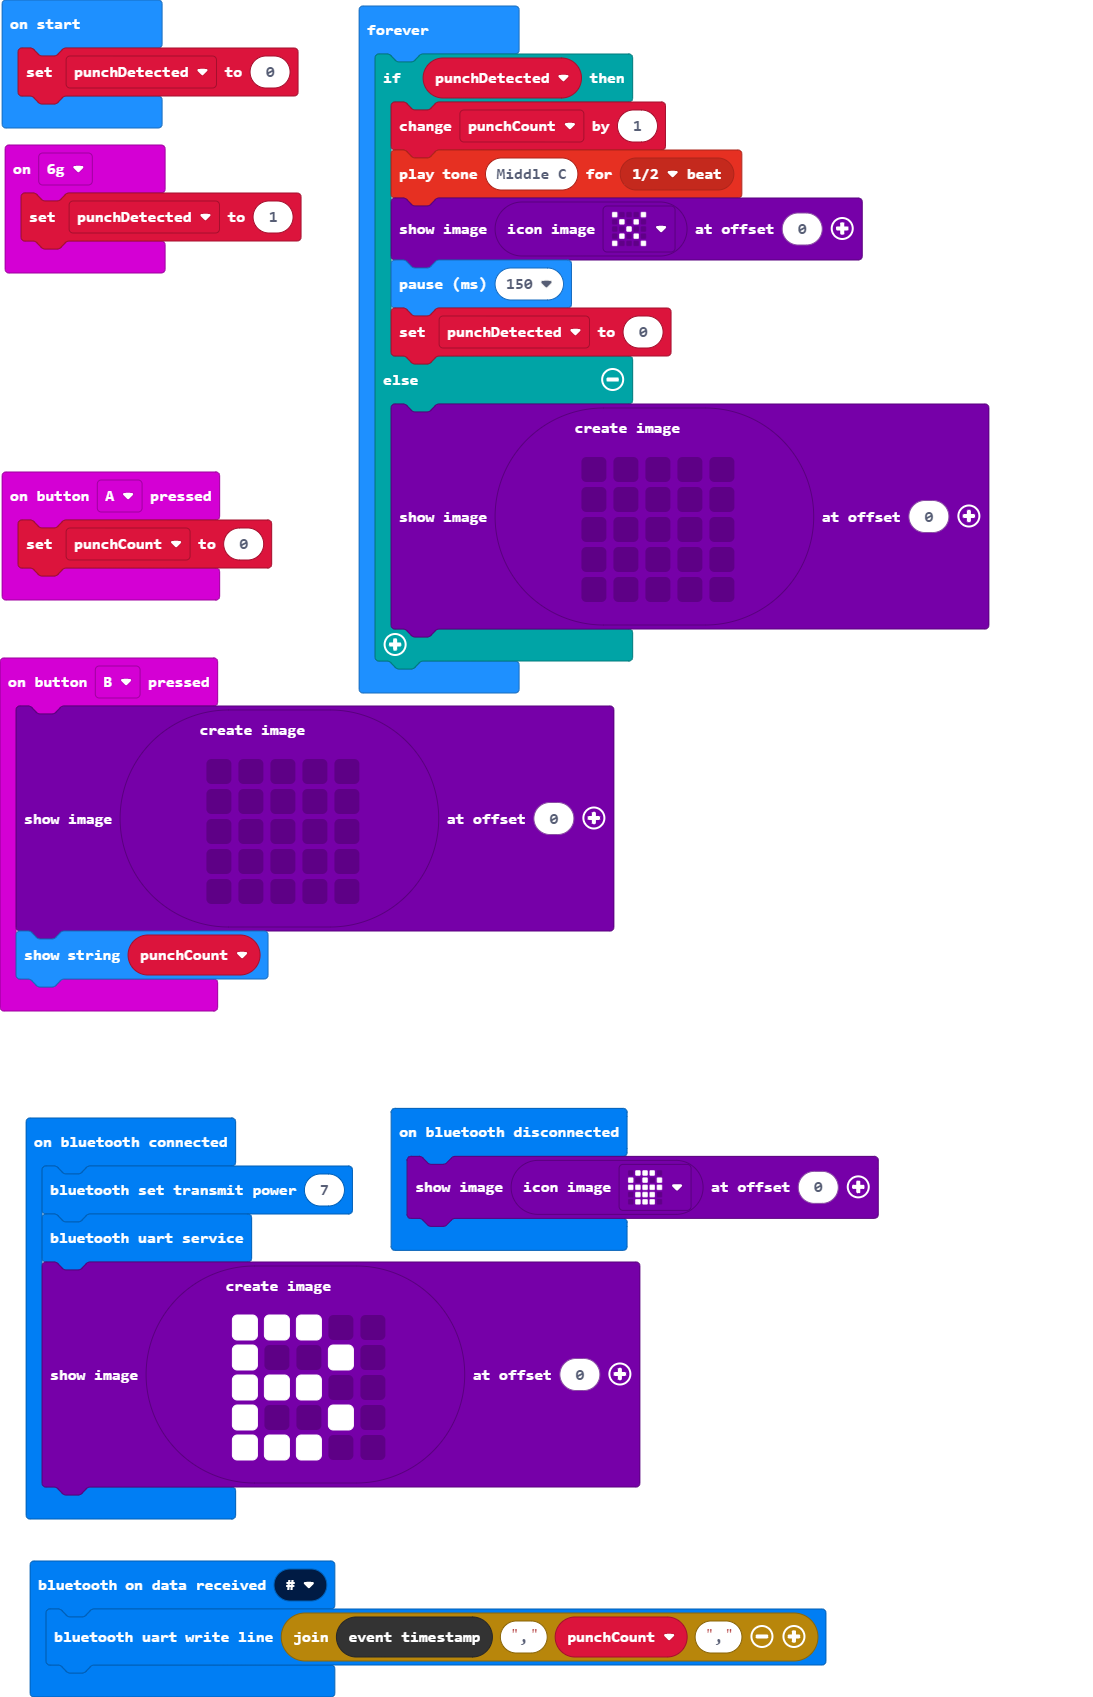 on start
set punchDetected to 0
on 6g
set punchDetected to 1
forever
if punchDetected then
change punchCount by 1
play tone Middle C for 1/2 beat
show image icon image at offset 0
pause (ms) 150
set punchDetected to 0
else
create image
show image at offset 0
on button A pressed
set punchCount to 0
on button B pressed
create image
show image at offset 0
show string punchCount
on bluetooth connected
bluetooth set transmit power 7
bluetooth uart service
create image
show image at offset 0
on bluetooth disconnected
show image icon image at offset 0
bluetooth on data received #
bluetooth uart write line join event timestamp "," punchCount ","